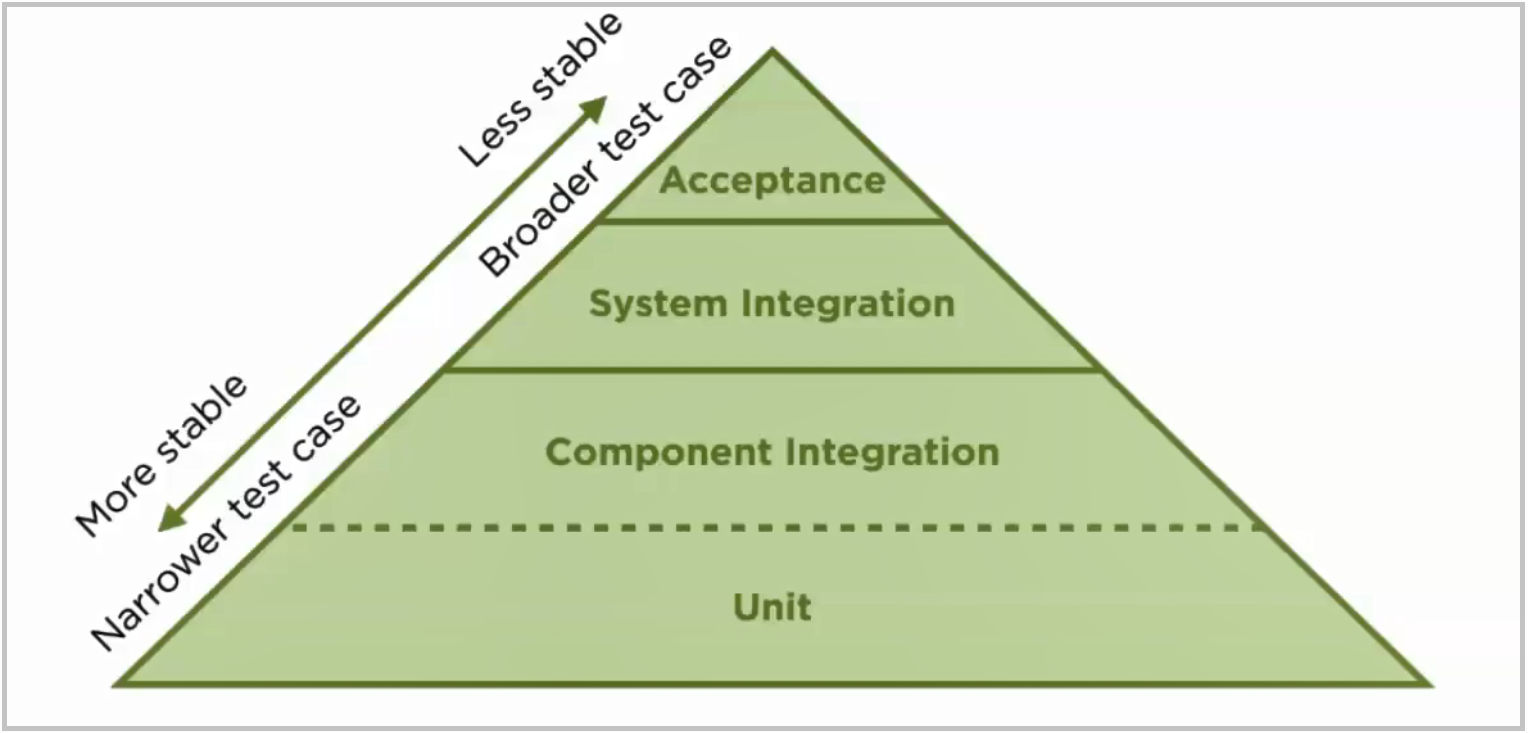 Less stable
Broader test case
Acceptance
System Integration
More stable
Narrower test case
Component Integration
Unit